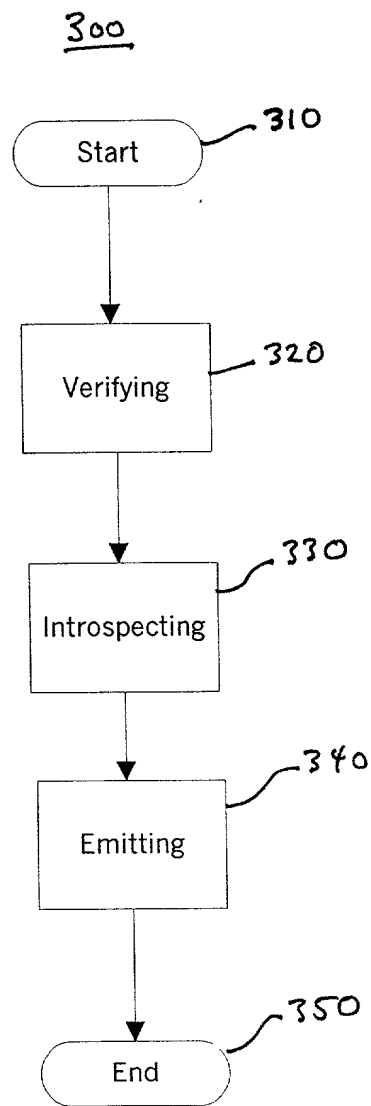 300
310
Start
320
Verifying
330
Introspecting
340
Emitting
350
End